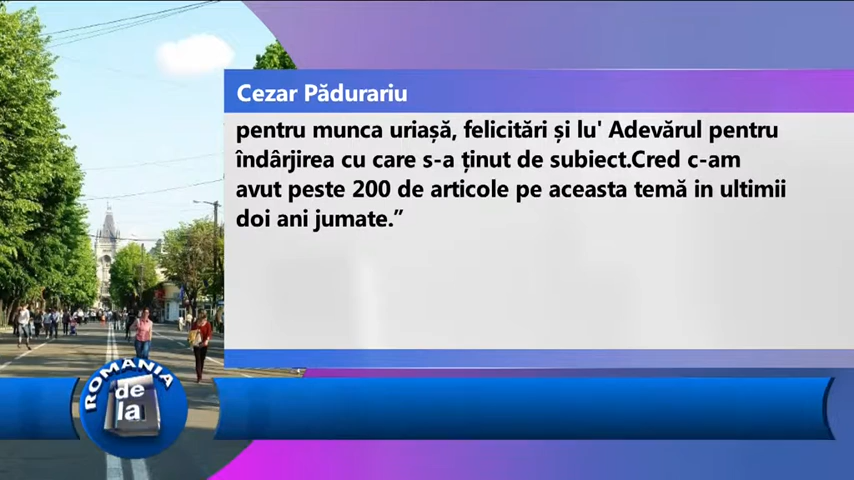 Cezar Pădurariu
pentru munca uriașă, felicitări și lu' Adevărul pentru
îndârjirea cu care s-a ținut de subiect.Cred c-am
avut peste 200 de articole pe aceasta temă in ultimii
doi ani jumate.”
ROMANIA
de
la